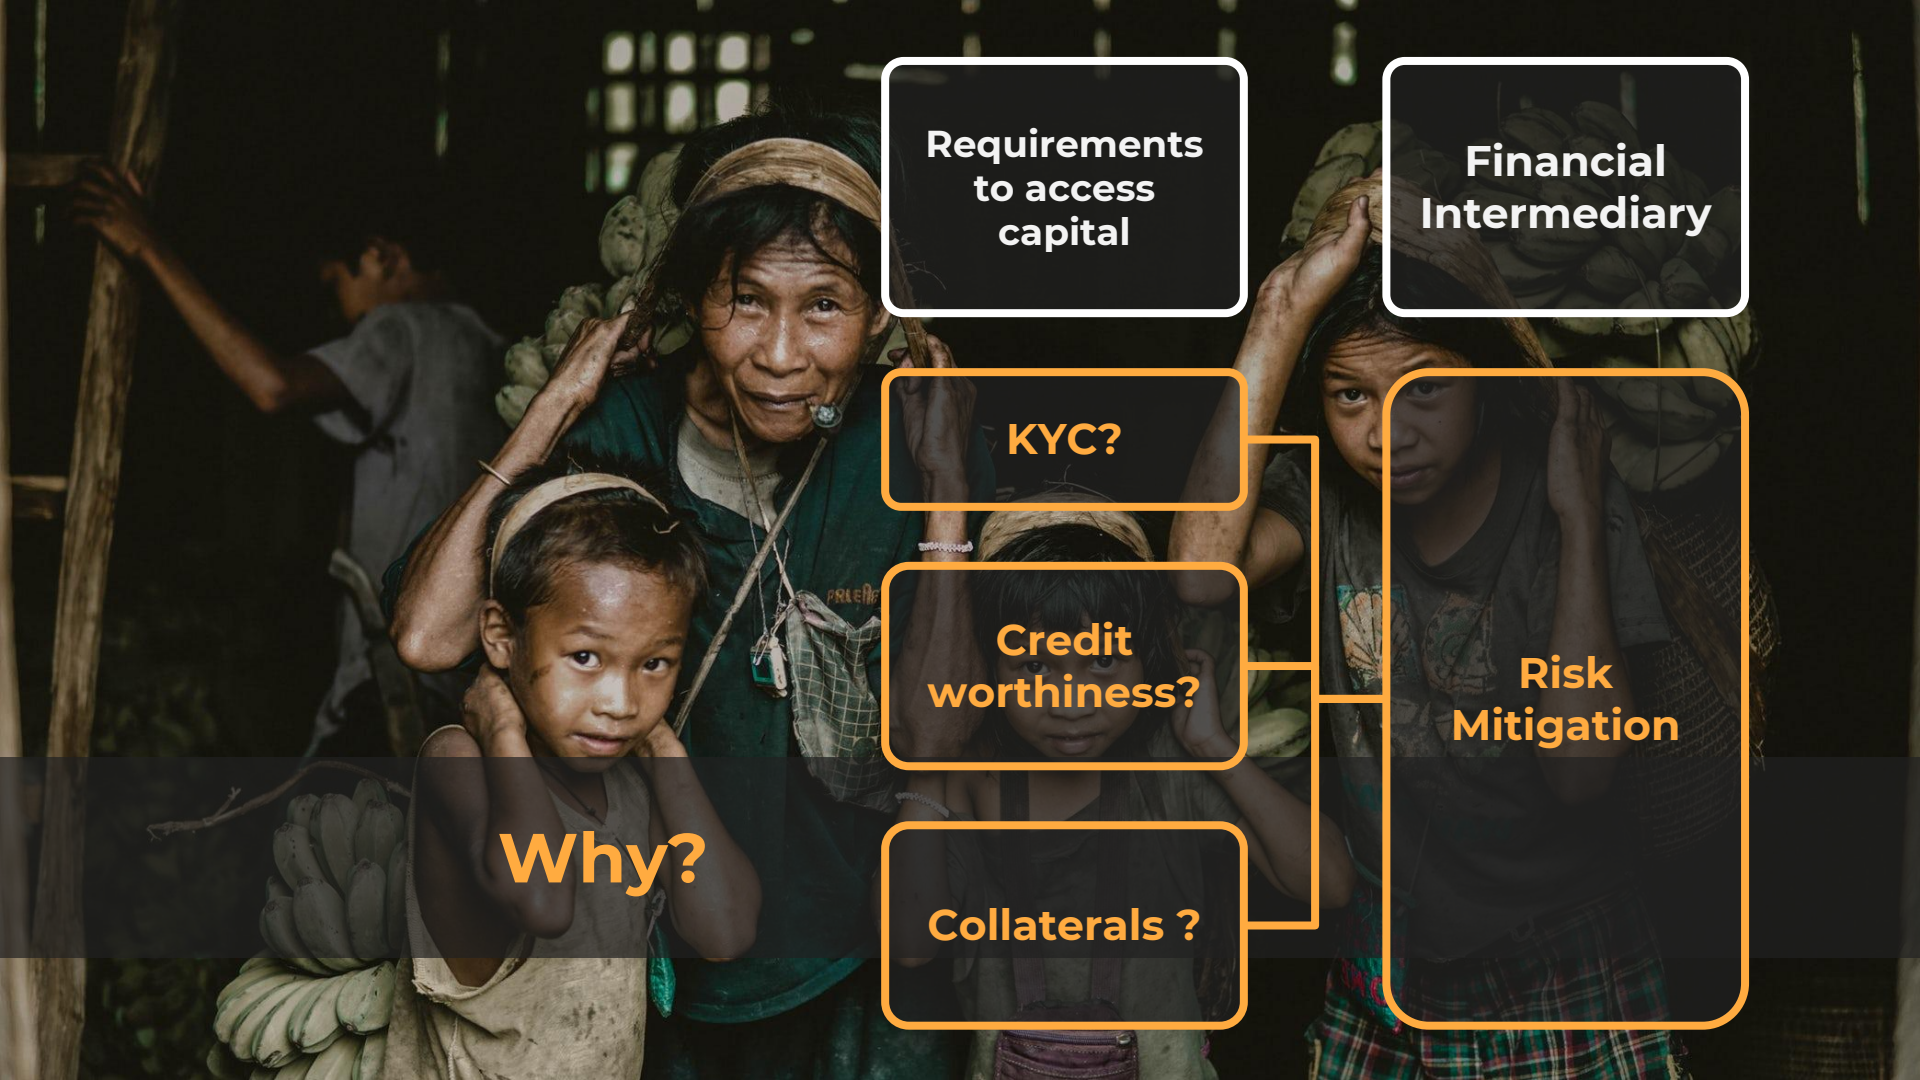 Requirements
to access
capital
Financial
Intermediary
KYC?
Credit
worthiness?
Collaterals ?
Risk
Mitigation
Why?